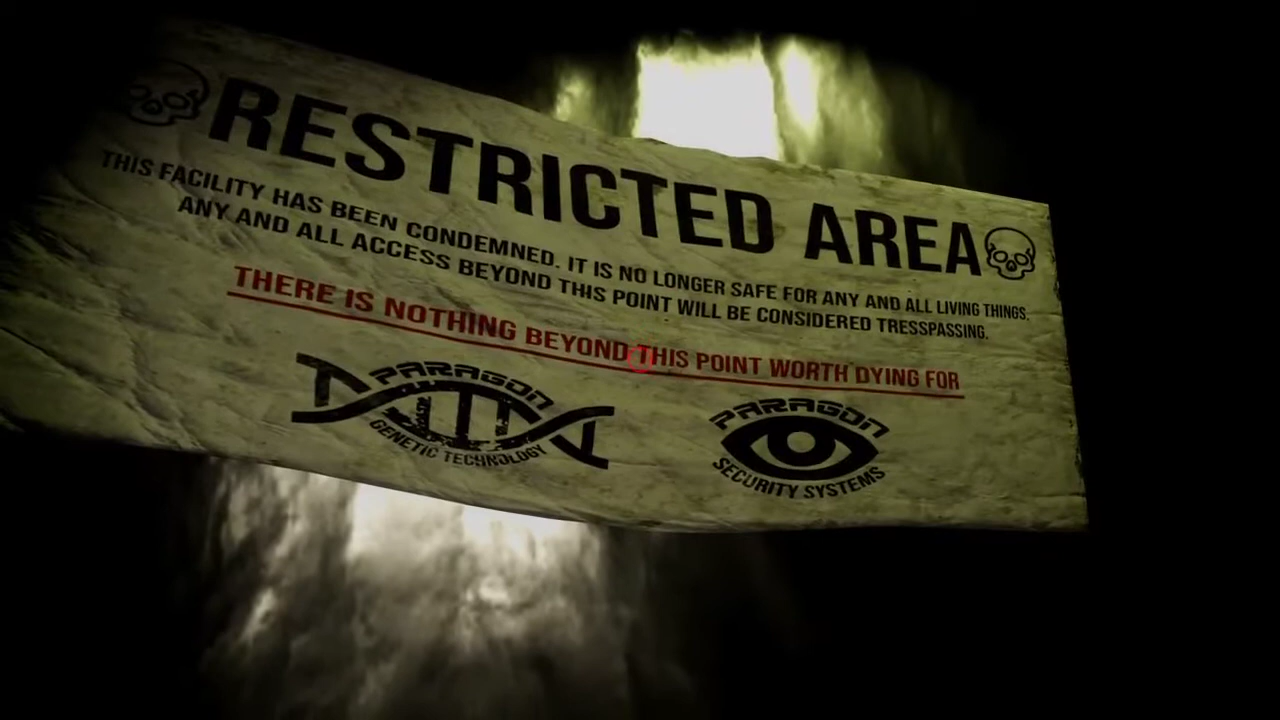 RESTRICTED AREA
THIS FACILITY HAS BEEN CONDEMNED. IT IS NO LONGER SAFE FOR ANY AND ALL LIVING THINGS.
ANY AND ALL ACCESS BEYOND THIS POINT WILL BE CONSIDERED TRESSPASSING.
THERE IS NOTHING BEYOND THIS POINT WORTH DYING FOR
PARAGON
GENETIC TECHNOLOGY
PARAGON
SECURITY SYSTEMS